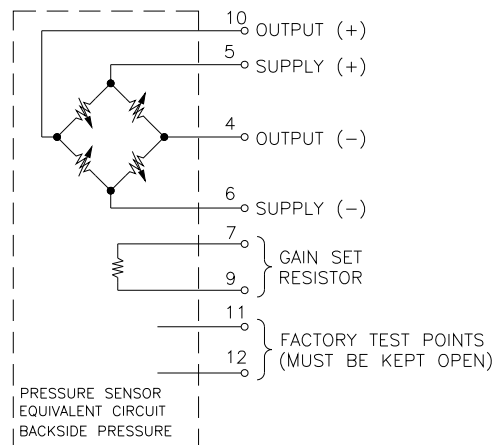 10
OUTPUT (+)
5
SUPPLY (+)
4
OUTPUT (-)
6
SUPPLY (-)
7
GAIN SET
RESISTOR
9
11
FACTORY TEST POINTS
(MUST BE KEPT OPEN)
12
PRESSURE SENSOR
EQUIVALENT CIRCUIT
BACKSIDE PRESSURE